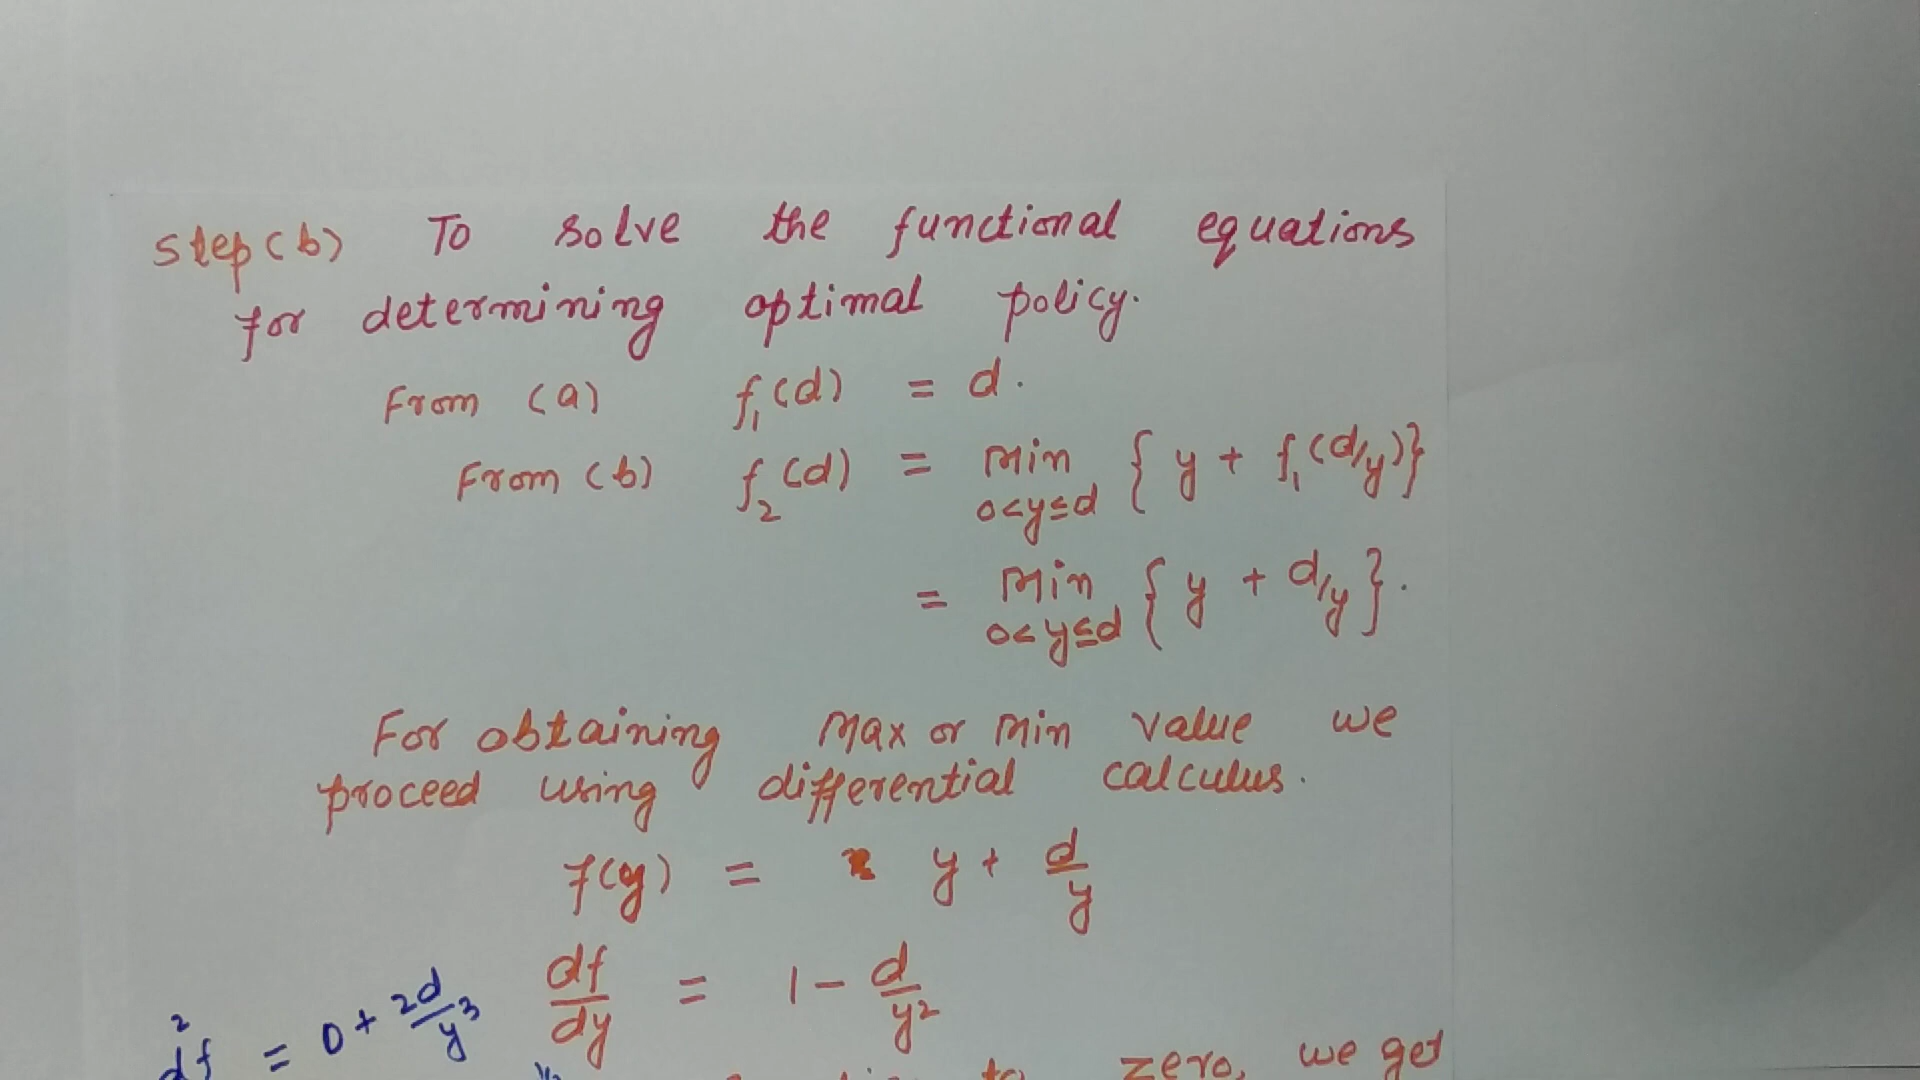 step (b) To solve the functional equations
for determining optimal policy.
From (a) f₁(d) = d.
From (b) f₂(d) = Min { y + f₁(d/y)}
0<y≤d
= Min { y + d/y }.
0<y≤d
For obtaining Max or Min value we
proceed using differential calculus.
f(y) = y + d/y
df/dy = 1 - d/y²
d²f = 0 + 2d/y³
to zero, we get